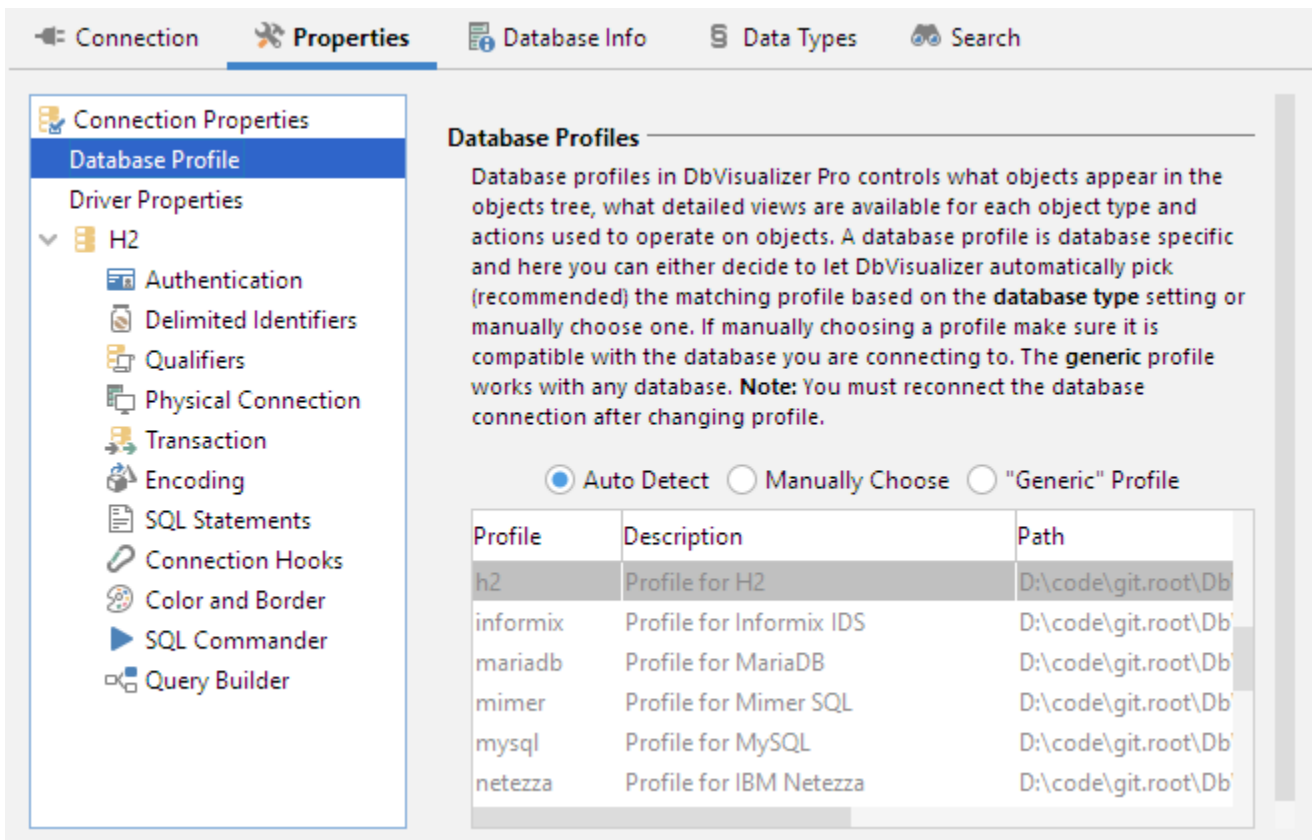 Connection Properties Database Info Data Types Search
Connection Properties
Database Profile
Driver Properties
H2
Authentication
Delimited Identifiers
Qualifiers
Physical Connection
Transaction
Encoding
SQL Statements
Connection Hooks
Color and Border
SQL Commander
Query Builder
Database Profiles
Database profiles in DbVisualizer Pro controls what objects appear in the
objects tree, what detailed views are available for each object type and
actions used to operate on objects. A database profile is database specific
and here you can either decide to let DbVisualizer automatically pick
(recommended) the matching profile based on the database type setting or
manually choose one. If manually choosing a profile make sure it is
compatible with the database you are connecting to. The generic profile
works with any database. Note: You must reconnect the database
connection after changing profile.
Auto Detect Manually Choose "Generic" Profile
Profile Description Path
h2 Profile for H2 D:\code\git.root\Db
informix Profile for Informix IDS D:\code\git.root\Db
mariadb Profile for MariaDB D:\code\git.root\Db
mimer Profile for Mimer SQL D:\code\git.root\Db
mysql Profile for MySQL D:\code\git.root\Db
netezza Profile for IBM Netezza D:\code\git.root\Db